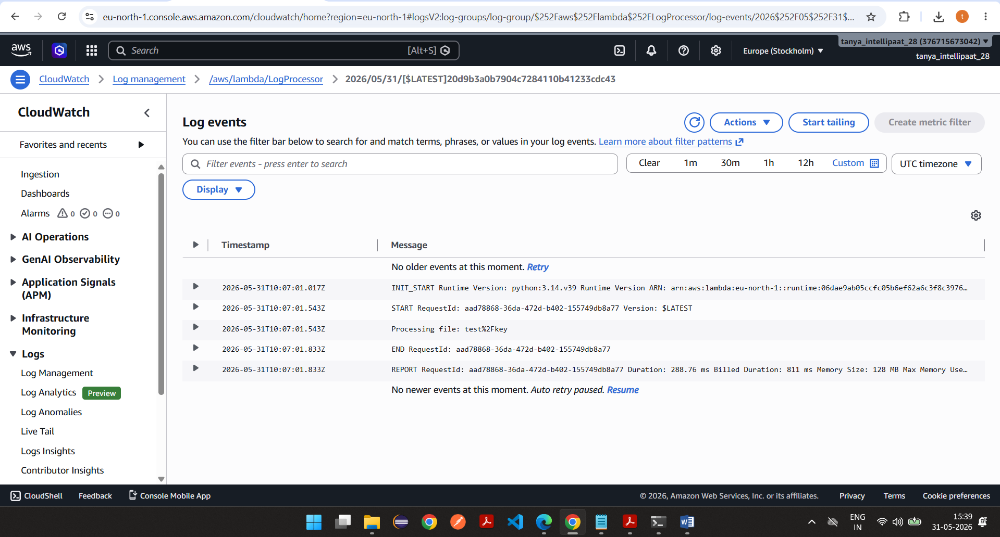 eu-north-1.console.aws.amazon.com/cloudwatch/home?region=eu-north-1#logsV2:log-groups/log-group/$252Faws$252Flambda$252FLogProcessor/log-events/2026$252F05$252F31$...
t
aws
Search
[Alt+S]
Europe (Stockholm)
tanya_intellipaat_28 (376715673042)
tanya_intellipaat_28
CloudWatch
Log management
/aws/lambda/LogProcessor
2026/05/31/[$LATEST]20d9b3a0b7904c7284110b41233cdc43
CloudWatch
Favorites and recents
Ingestion
Dashboards
Alarms 0 0 0
AI Operations
GenAI Observability
Application Signals
(APM)
Infrastructure
Monitoring
Logs
Log Management
Log Analytics Preview
Log Anomalies
Live Tail
Logs Insights
Contributor Insights
Log events
Actions
Start tailing
Create metric filter
You can use the filter bar below to search for and match terms, phrases, or values in your log events. Learn more about filter patterns
Filter events - press enter to search
Clear 1m 30m 1h 12h Custom
UTC timezone
Display
Timestamp Message
No older events at this moment. Retry
2026-05-31T10:07:01.017Z INIT_START Runtime Version: python:3.14.v39 Runtime Version ARN: arn:aws:lambda:eu-north-1::runtime:06dae9ab05ccfc05b6ef62a6c3f8c3976…
2026-05-31T10:07:01.543Z START RequestId: aad78868-36da-472d-b402-155749db8a77 Version: $LATEST
2026-05-31T10:07:01.543Z Processing file: test%2Fkey
2026-05-31T10:07:01.833Z END RequestId: aad78868-36da-472d-b402-155749db8a77
2026-05-31T10:07:01.833Z REPORT RequestId: aad78868-36da-472d-b402-155749db8a77 Duration: 288.76 ms Billed Duration: 811 ms Memory Size: 128 MB Max Memory Use…
No newer events at this moment. Auto retry paused. Resume
CloudShell Feedback Console Mobile App
© 2026, Amazon Web Services, Inc. or its affiliates. Privacy Terms Cookie preferences
ENG
IN
15:39
31-05-2026